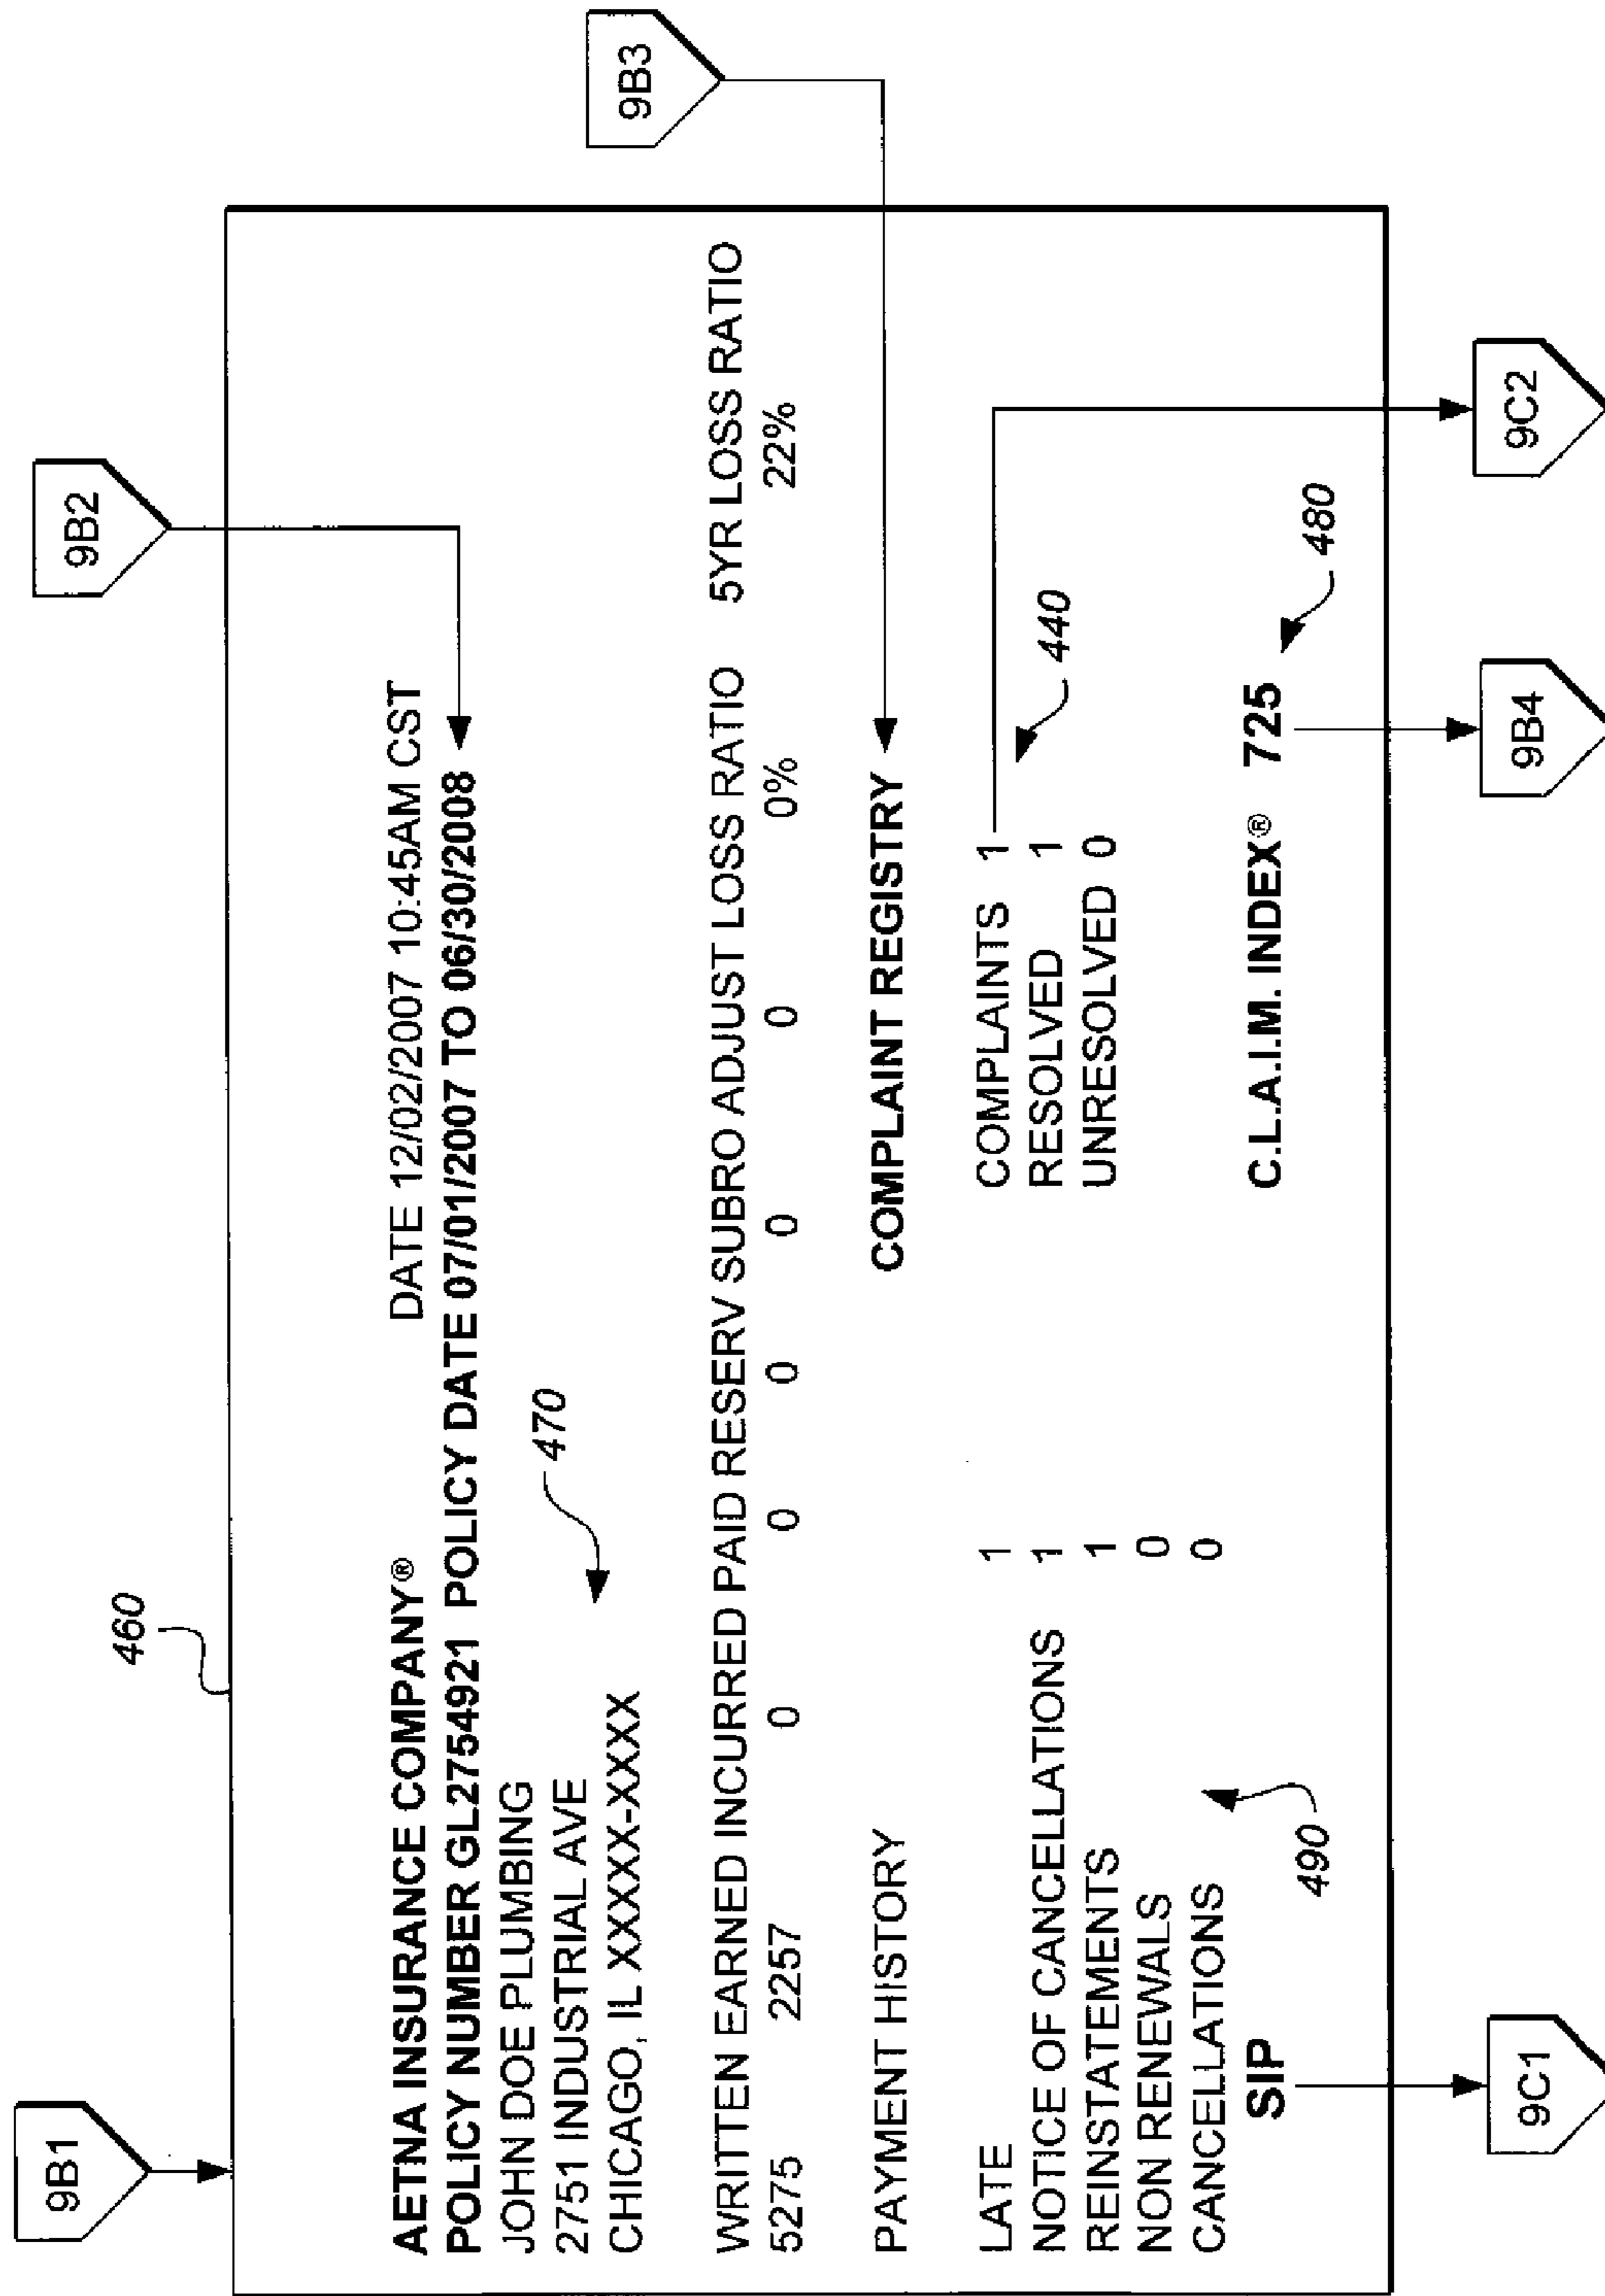 9B1
9B2
9B3
460
AETNA INSURANCE COMPANY® DATE 12/02/2007 10:45AM CST
POLICY NUMBER GL2754921 POLICY DATE 07/01/2007 TO 06/30/2008
JOHN DOE PLUMBING
2751 INDUSTRIAL AVE
CHICAGO, IL XXXXX-XXXX
470
WRITTEN EARNED INCURRED PAID RESERV SUBRO ADJUST LOSS RATIO 5YR LOSS RATIO
5275 2257 0 0 0 0 0 0% 22%
PAYMENT HISTORY COMPLAINT REGISTRY
LATE 1 COMPLAINTS 1
NOTICE OF CANCELLATIONS 1 RESOLVED 1
REINSTATEMENTS 1 UNRESOLVED 0
NON RENEWALS 0
CANCELLATIONS 0
440
SIP C.L.A.I.M. INDEX® 725
490
480
9C1
9B4
9C2